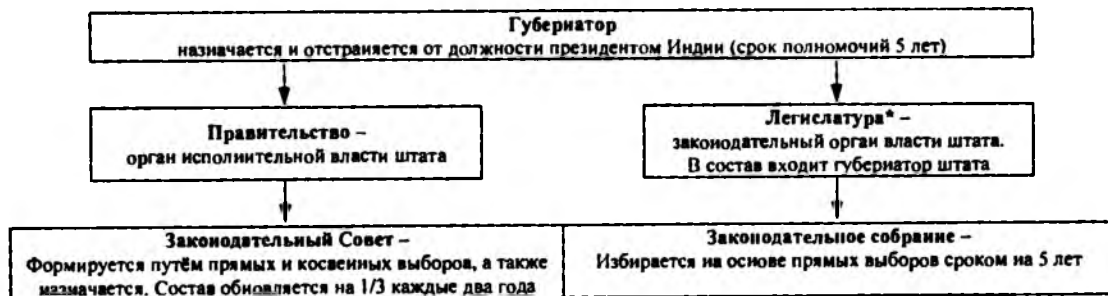 Губернатор
назначается и отстраняется от должности президентом Индии (срок полномочий 5 лет)
Правительство –
орган исполнительной власти штата
Легислатура* –
законодательный орган власти штата.
В состав входит губернатор штата
Законодательный Совет –
Формируется путём прямых и косвенных выборов, а также
назначается. Состав обновляется на 1/3 каждые два года
Законодательное собрание –
Избирается на основе прямых выборов сроком на 5 лет